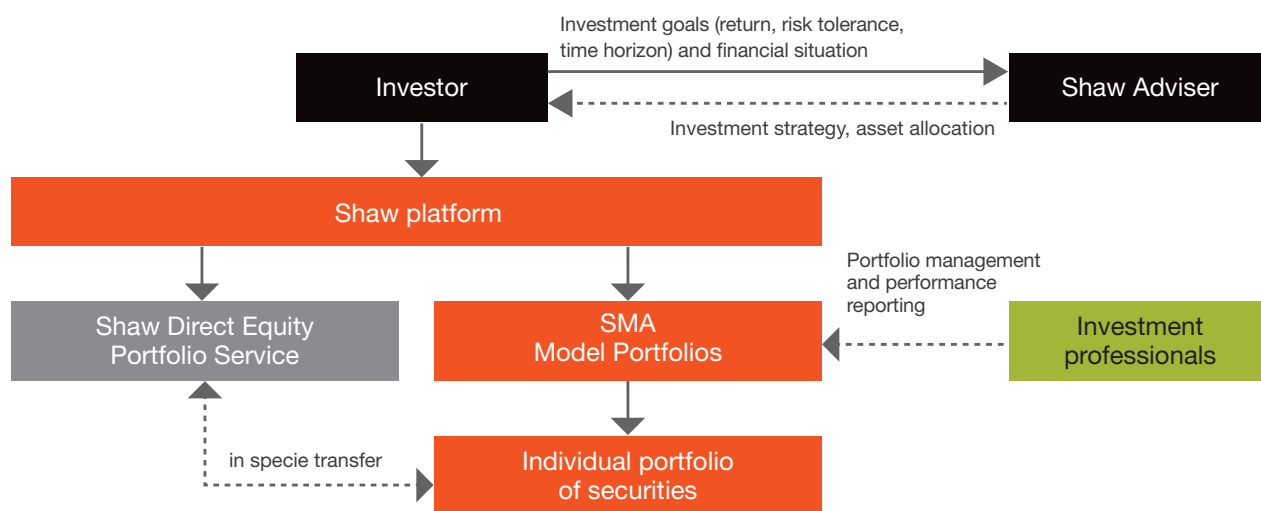 Investment goals (return, risk tolerance,
time horizon) and financial situation
Investor
Shaw Adviser
Investment strategy, asset allocation
Shaw platform
Portfolio management
and performance
reporting
Shaw Direct Equity
Portfolio Service
SMA
Model Portfolios
Investment
professionals
in specie transfer
Individual portfolio
of securities